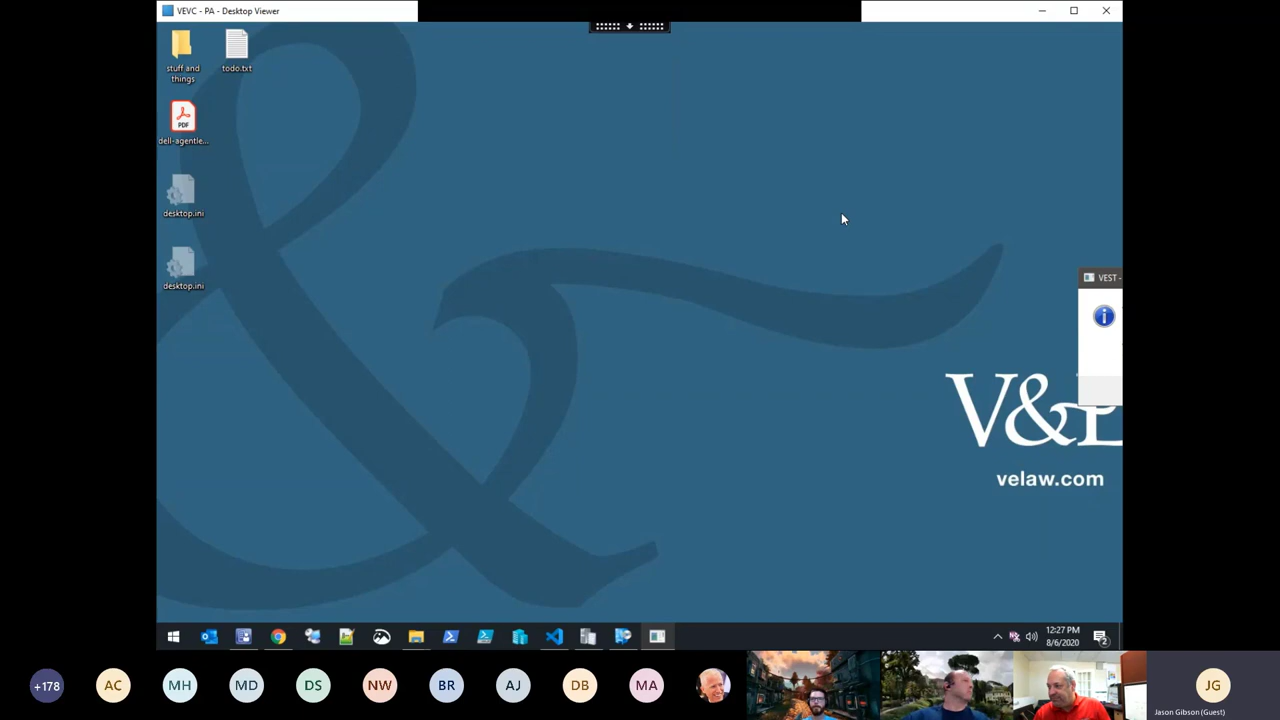 VEVC - PA - Desktop Viewer
stuff and
things
todo.txt
PDF
dell-agentle...
desktop.ini
desktop.ini
VEST -
V&E
velaw.com
12:27 PM
8/6/2020
2
+178
AC
MH
MD
DS
NW
BR
AJ
DB
MA
JG
Jason Gibson (Guest)